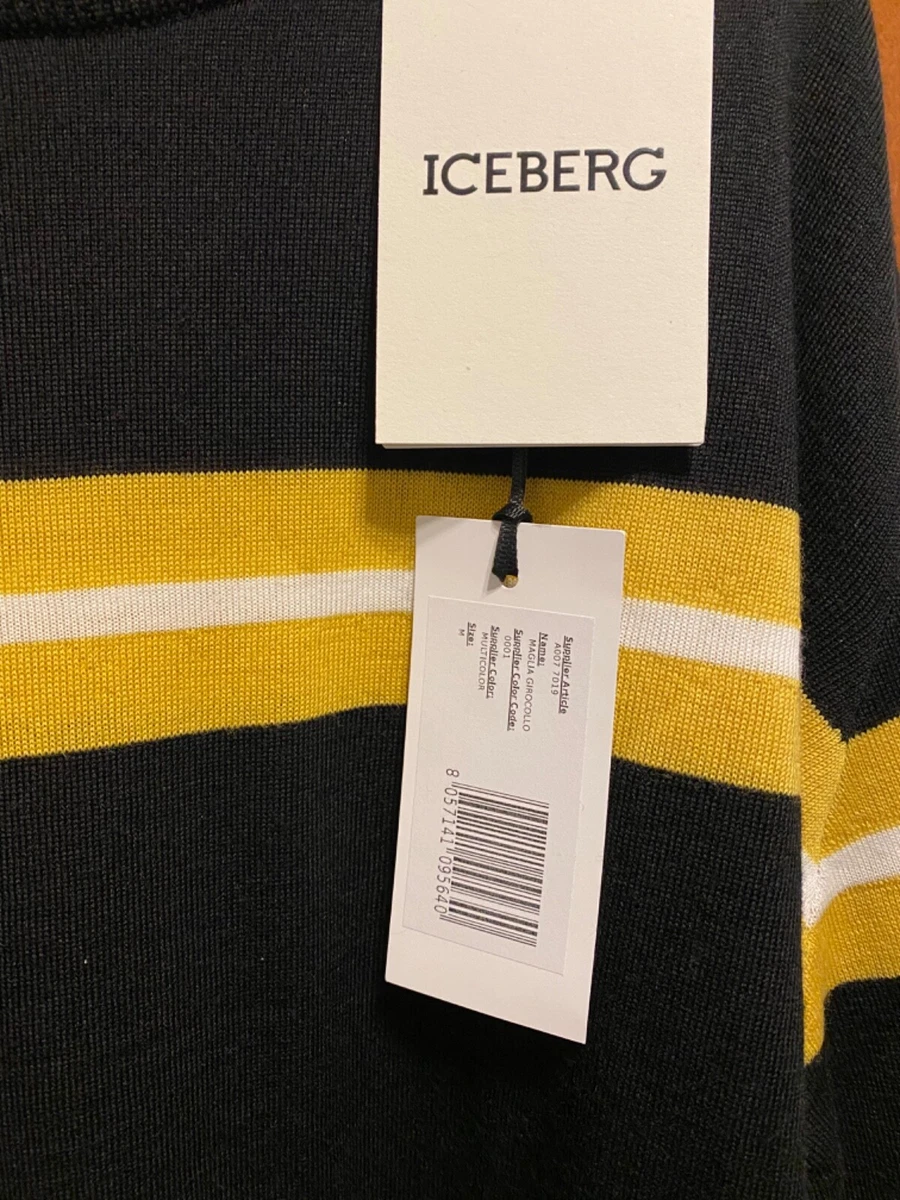 ICEBERG
Supplier Article
A007 7019
Name:
MAGLIA GIROCOLLO
Supplier Color Code:
0001
Supplier Color:
MULTICOLOR
Size:
M
8 057141 095640